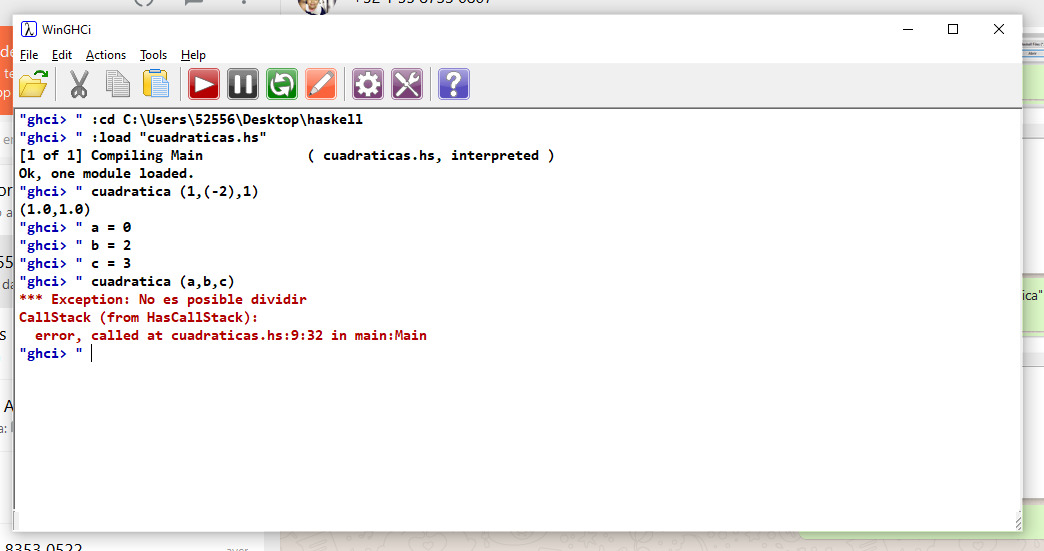 WinGHCi
File Edit Actions Tools Help
"ghci> " :cd C:\Users\52556\Desktop\haskell
"ghci> " :load "cuadraticas.hs"
[1 of 1] Compiling Main ( cuadraticas.hs, interpreted )
Ok, one module loaded.
"ghci> " cuadratica (1,(-2),1)
(1.0,1.0)
"ghci> " a = 0
"ghci> " b = 2
"ghci> " c = 3
"ghci> " cuadratica (a,b,c)
*** Exception: No es posible dividir
CallStack (from HasCallStack):
error, called at cuadraticas.hs:9:32 in main:Main
"ghci> "
ica"
8353 0522